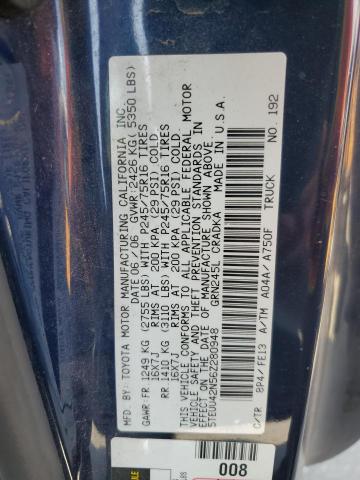 MFD BY: TOYOTA MOTOR MANUFACTURING CALIFORNIA INC.
DATE 06/06 GVWR: 2426 KG (5350 LBS)
GAWR: FR 1249 KG (2755 LBS) WITH P245/75R16 TIRES
16X7J RIMS AT 200 KPA (29 PSI) COLD.
RR 1410 KG (3110 LBS) WITH P245/75R16 TIRES
16X7J RIMS AT 200 KPA (29 PSI) COLD.
THIS VEHICLE CONFORMS TO ALL APPLICABLE FEDERAL MOTOR
VEHICLE SAFETY AND THEFT PREVENTION STANDARDS IN
EFFECT ON THE DATE OF MANUFACTURE SHOWN ABOVE.
5TEUU42N56Z280948 GRN245L CRADKA MADE IN U.S.A.
C/TR 8P4/FE13 A/TM A04A/A750F TRUCK NO. 192
008
LBS